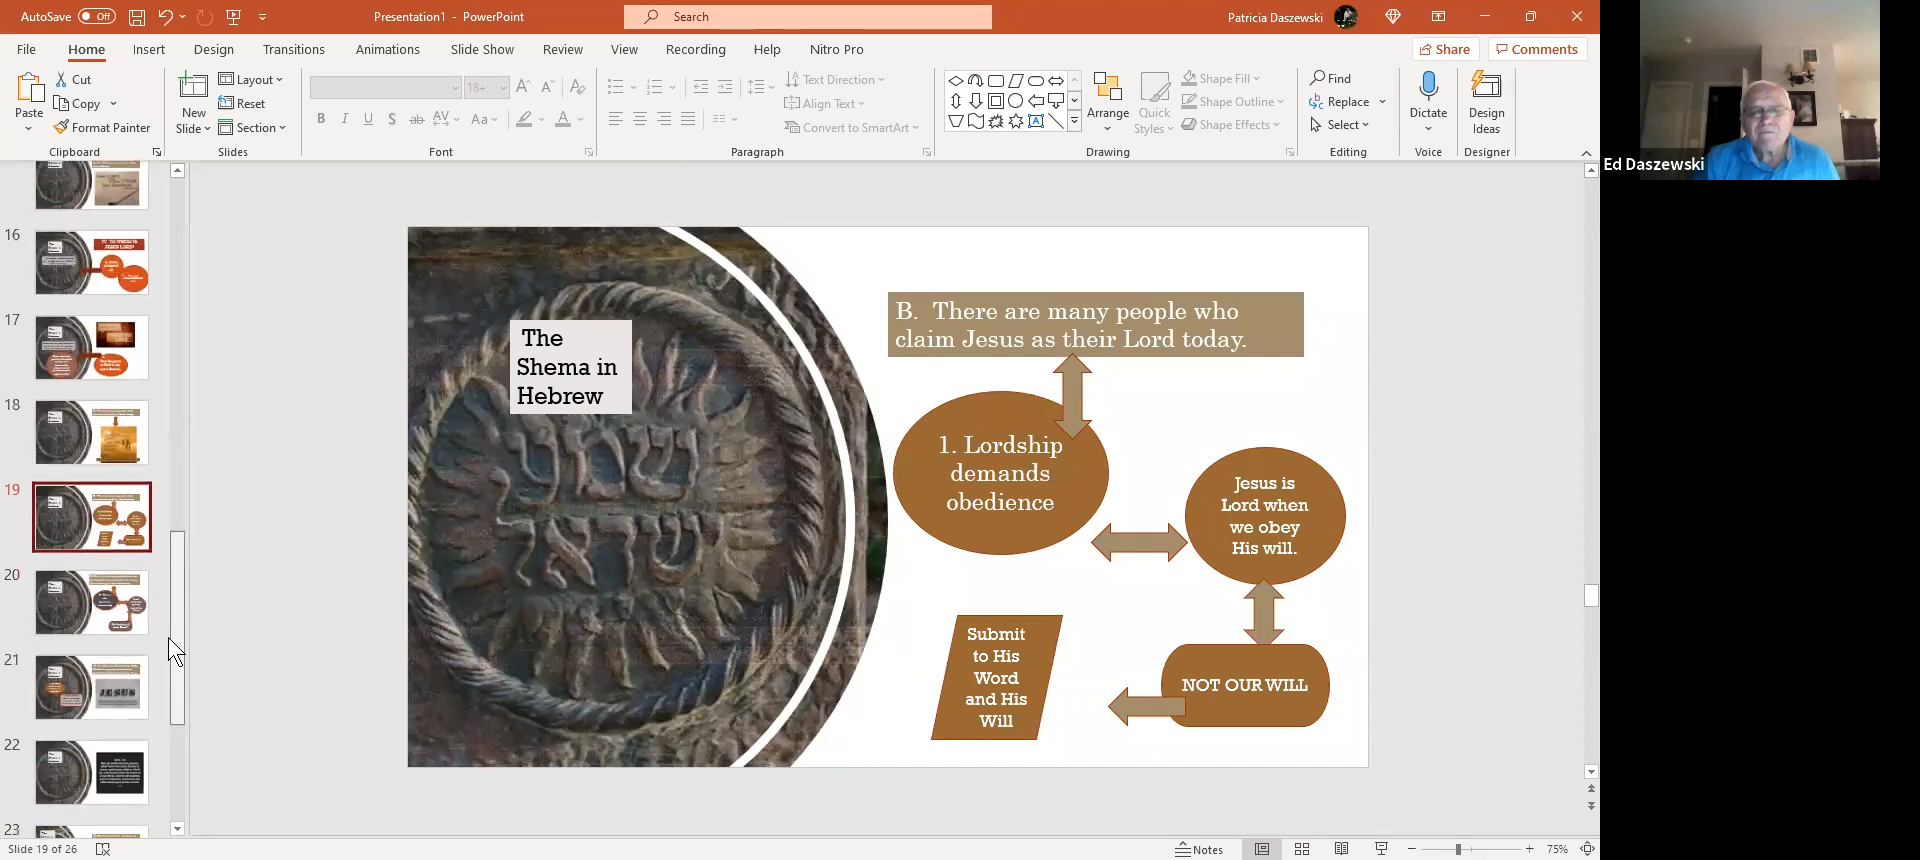 AutoSave Off
Presentation1 - PowerPoint
Search
Patricia Daszewski
File Home Insert Design Transitions Animations Slide Show Review View Recording Help Nitro Pro
Share Comments
Paste
Cut
Copy
Format Painter
Clipboard
New
Slide
Layout
Reset
Section
Slides
18+
Font
Text Direction
Align Text
Convert to SmartArt
Paragraph
Arrange
Quick
Styles
Shape Fill
Shape Outline
Shape Effects
Drawing
Find
Replace
Select
Editing
Dictate
Voice
Design
Ideas
Designer
Ed Daszewski
16
17
18
19
20
21
JESUS
22
23
The
Shema in
Hebrew
שמע
ישראל
B. There are many people who
claim Jesus as their Lord today.
1. Lordship
demands
obedience
Jesus is
Lord when
we obey
His will.
NOT OUR WILL
Submit
to His
Word
and His
Will
Slide 19 of 26
Notes
75%